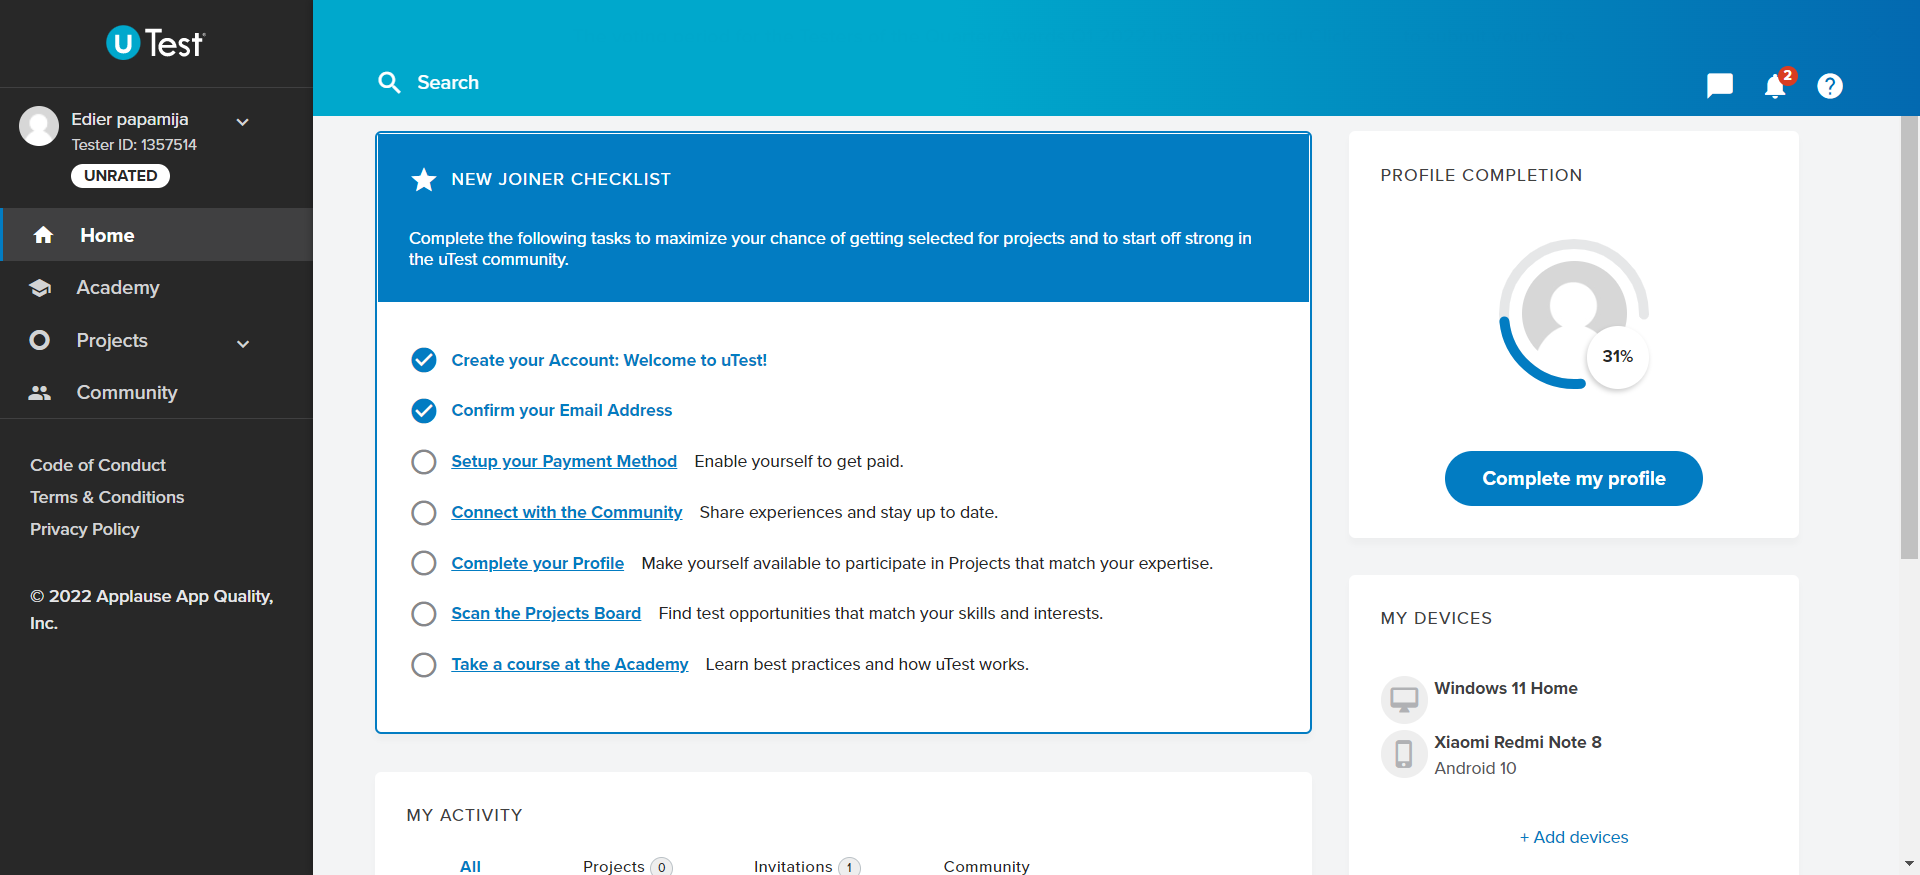 uTest
Edier papamija
Tester ID: 1357514
UNRATED
Home
Academy
Projects
Community
Code of Conduct
Terms & Conditions
Privacy Policy
© 2022 Applause App Quality,
Inc.
Search
2
?
NEW JOINER CHECKLIST
Complete the following tasks to maximize your chance of getting selected for projects and to start off strong in
the uTest community.
Create your Account: Welcome to uTest!
Confirm your Email Address
Setup your Payment Method Enable yourself to get paid.
Connect with the Community Share experiences and stay up to date.
Complete your Profile Make yourself available to participate in Projects that match your expertise.
Scan the Projects Board Find test opportunities that match your skills and interests.
Take a course at the Academy Learn best practices and how uTest works.
MY ACTIVITY
All Projects 0 Invitations 1 Community
PROFILE COMPLETION
31%
Complete my profile
MY DEVICES
Windows 11 Home
Xiaomi Redmi Note 8
Android 10
+ Add devices